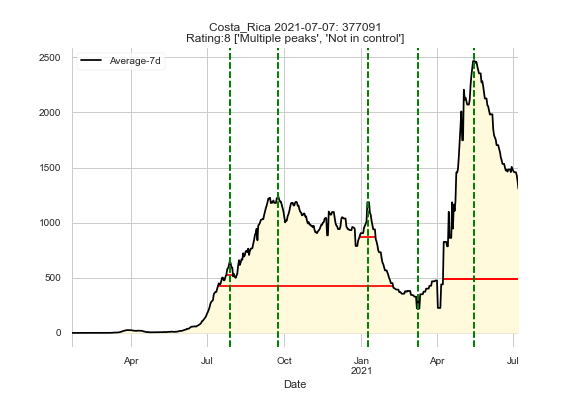 Costa_Rica 2021-07-07: 377091
Rating:8 ['Multiple peaks', 'Not in control']
Average-7d
2500
2000
1500
1000
500
0
Apr Jul Oct Jan Apr Jul
2021
Date